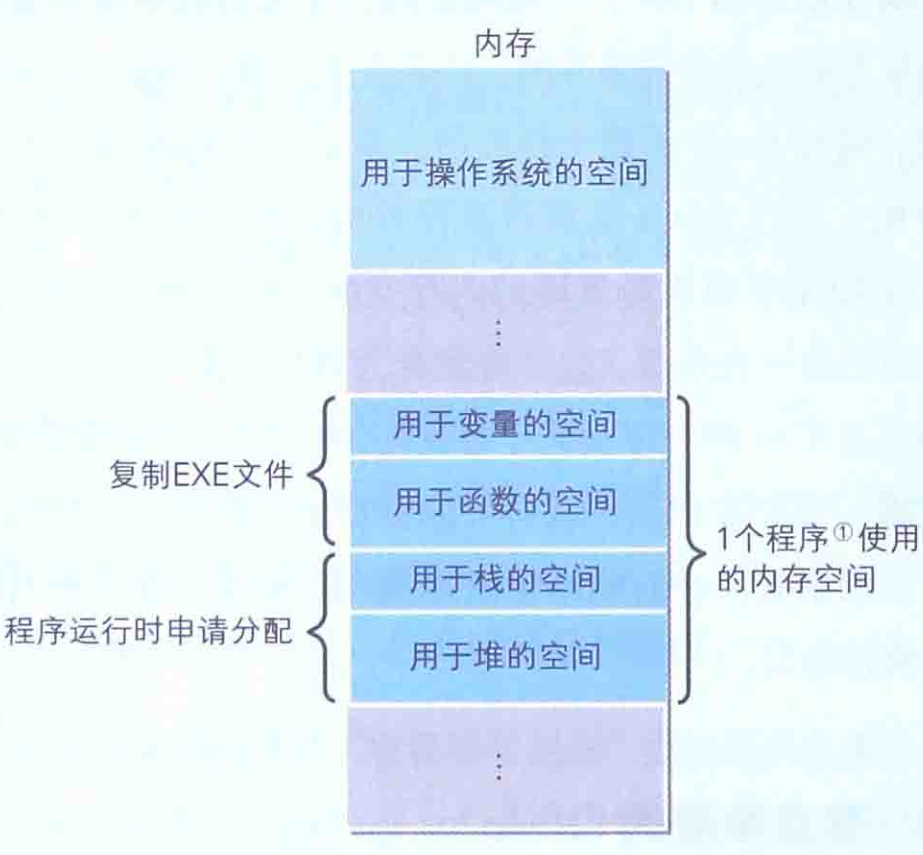 内存
用于操作系统的空间
⋮
用于变量的空间
复制EXE文件
用于函数的空间
1个程序①使用
的内存空间
用于栈的空间
程序运行时申请分配
用于堆的空间
⋮